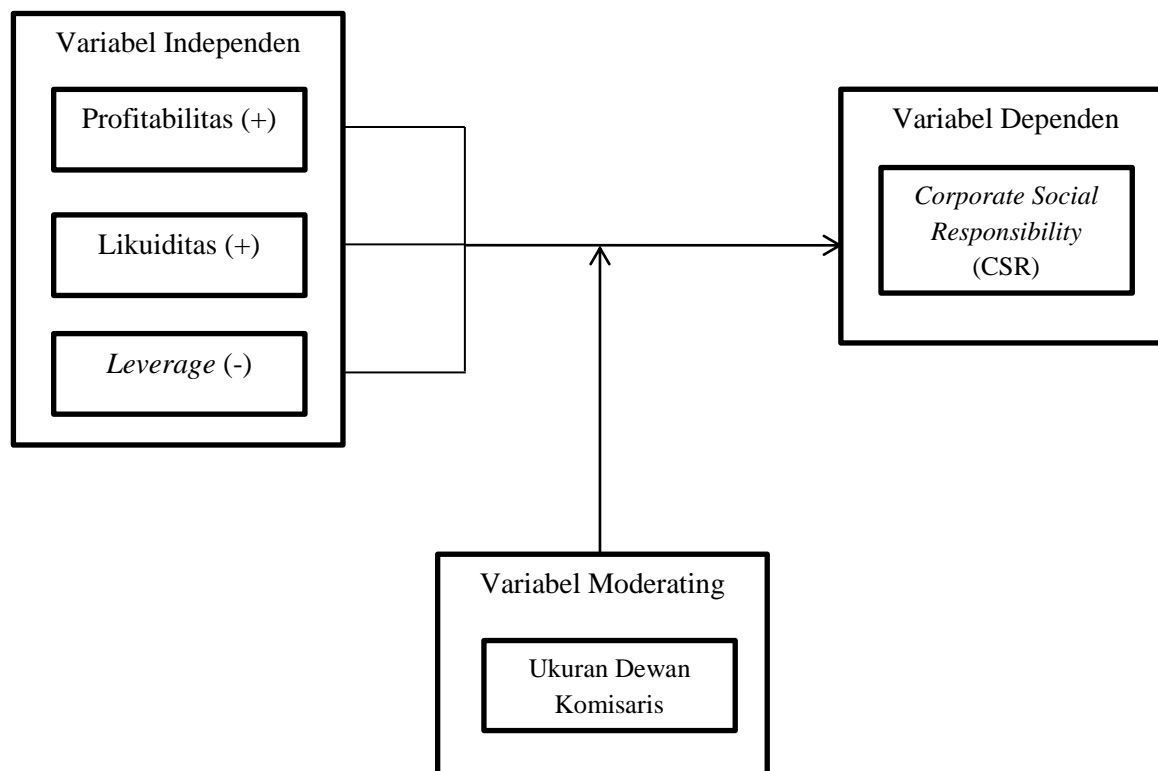 Variabel Independen
Profitabilitas (+)
Likuiditas (+)
Leverage (-)
Variabel Dependen
Corporate Social
Responsibility
(CSR)
Variabel Moderating
Ukuran Dewan
Komisaris